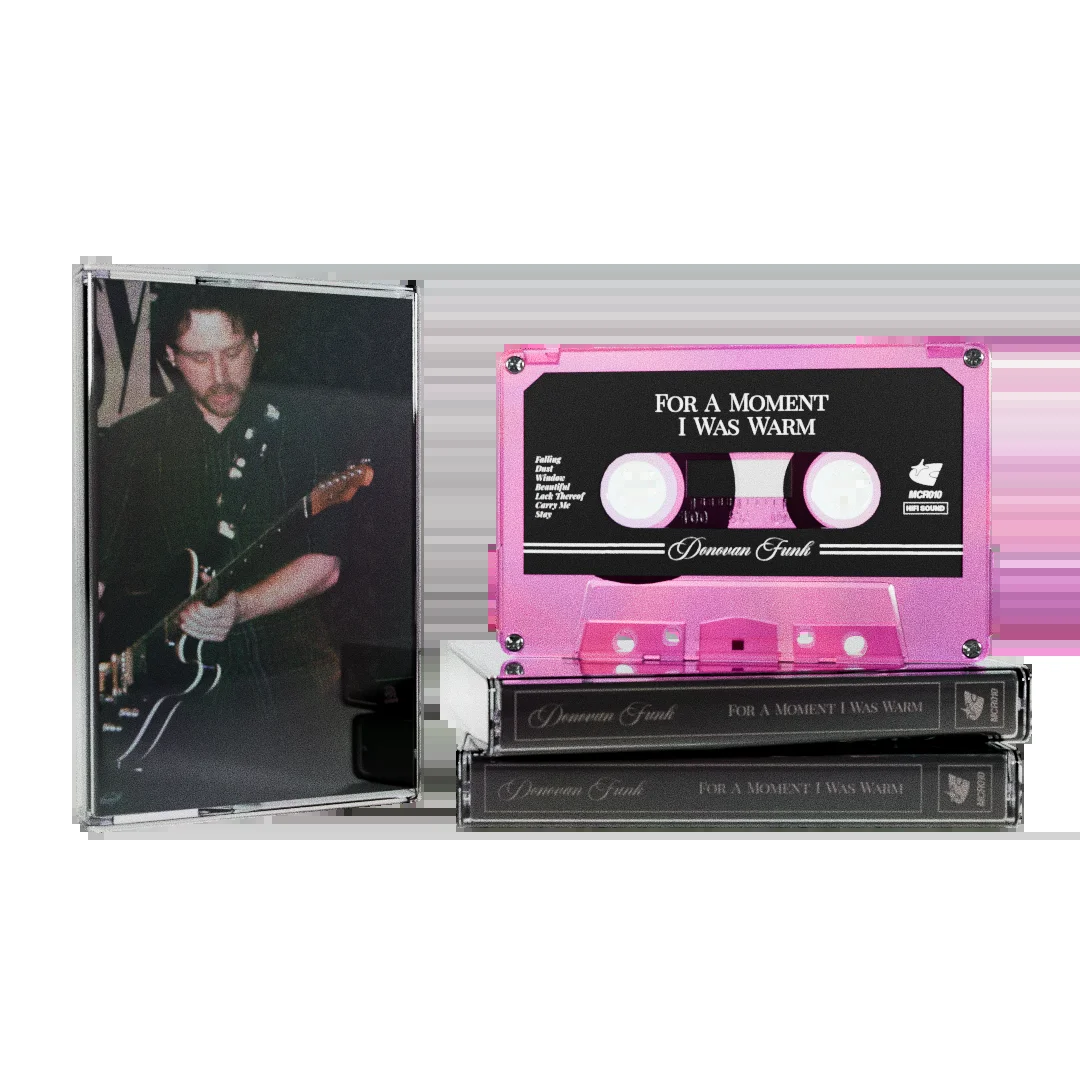 FOR A MOMENT
I WAS WARM
Falling
Dust
Window
Beautiful
Lack Thereof
Carry Me
Stay
MCR010
HIFI SOUND
100
Donovan Funk
Donovan Funk FOR A MOMENT I WAS WARM MCR010
Donovan Funk FOR A MOMENT I WAS WARM MCR010